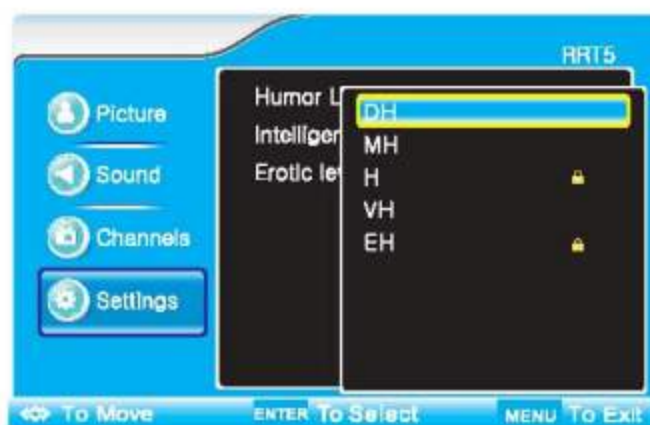 RRT5
Picture
Sound
Channels
Settings
Humor L
Intelliger
Erotic le
DH
MH
H
VH
EH
To Move
ENTER To Select
MENU To Exit